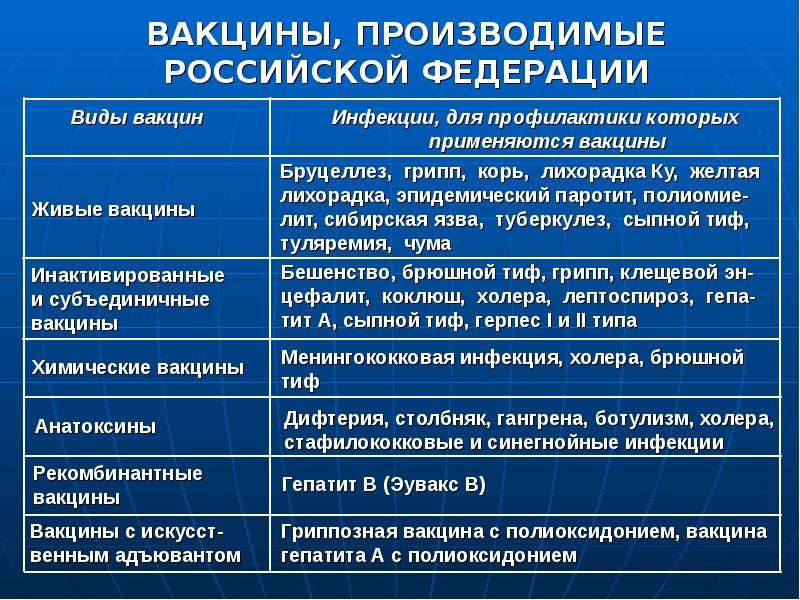 ВАКЦИНЫ, ПРОИЗВОДИМЫЕ
РОССИЙСКОЙ ФЕДЕРАЦИИ
Виды вакцин
Инфекции, для профилактики которых
применяются вакцины
Живые вакцины
Бруцеллез, грипп, корь, лихорадка Ку, желтая
лихорадка, эпидемический паротит, полиомие-
лит, сибирская язва, туберкулез, сыпной тиф,
туляремия, чума
Инактивированные
и субъединичные
вакцины
Бешенство, брюшной тиф, грипп, клещевой эн-
цефалит, коклюш, холера, лептоспироз, гепа-
тит А, сыпной тиф, герпес I и II типа
Химические вакцины
Менингококковая инфекция, холера, брюшной
тиф
Анатоксины
Дифтерия, столбняк, гангрена, ботулизм, холера,
стафилококковые и синегнойные инфекции
Рекомбинантные
вакцины
Гепатит В (Эувакс В)
Вакцины с искусст-
венным адъювантом
Гриппозная вакцина с полиоксидонием, вакцина
гепатита А с полиоксидонием